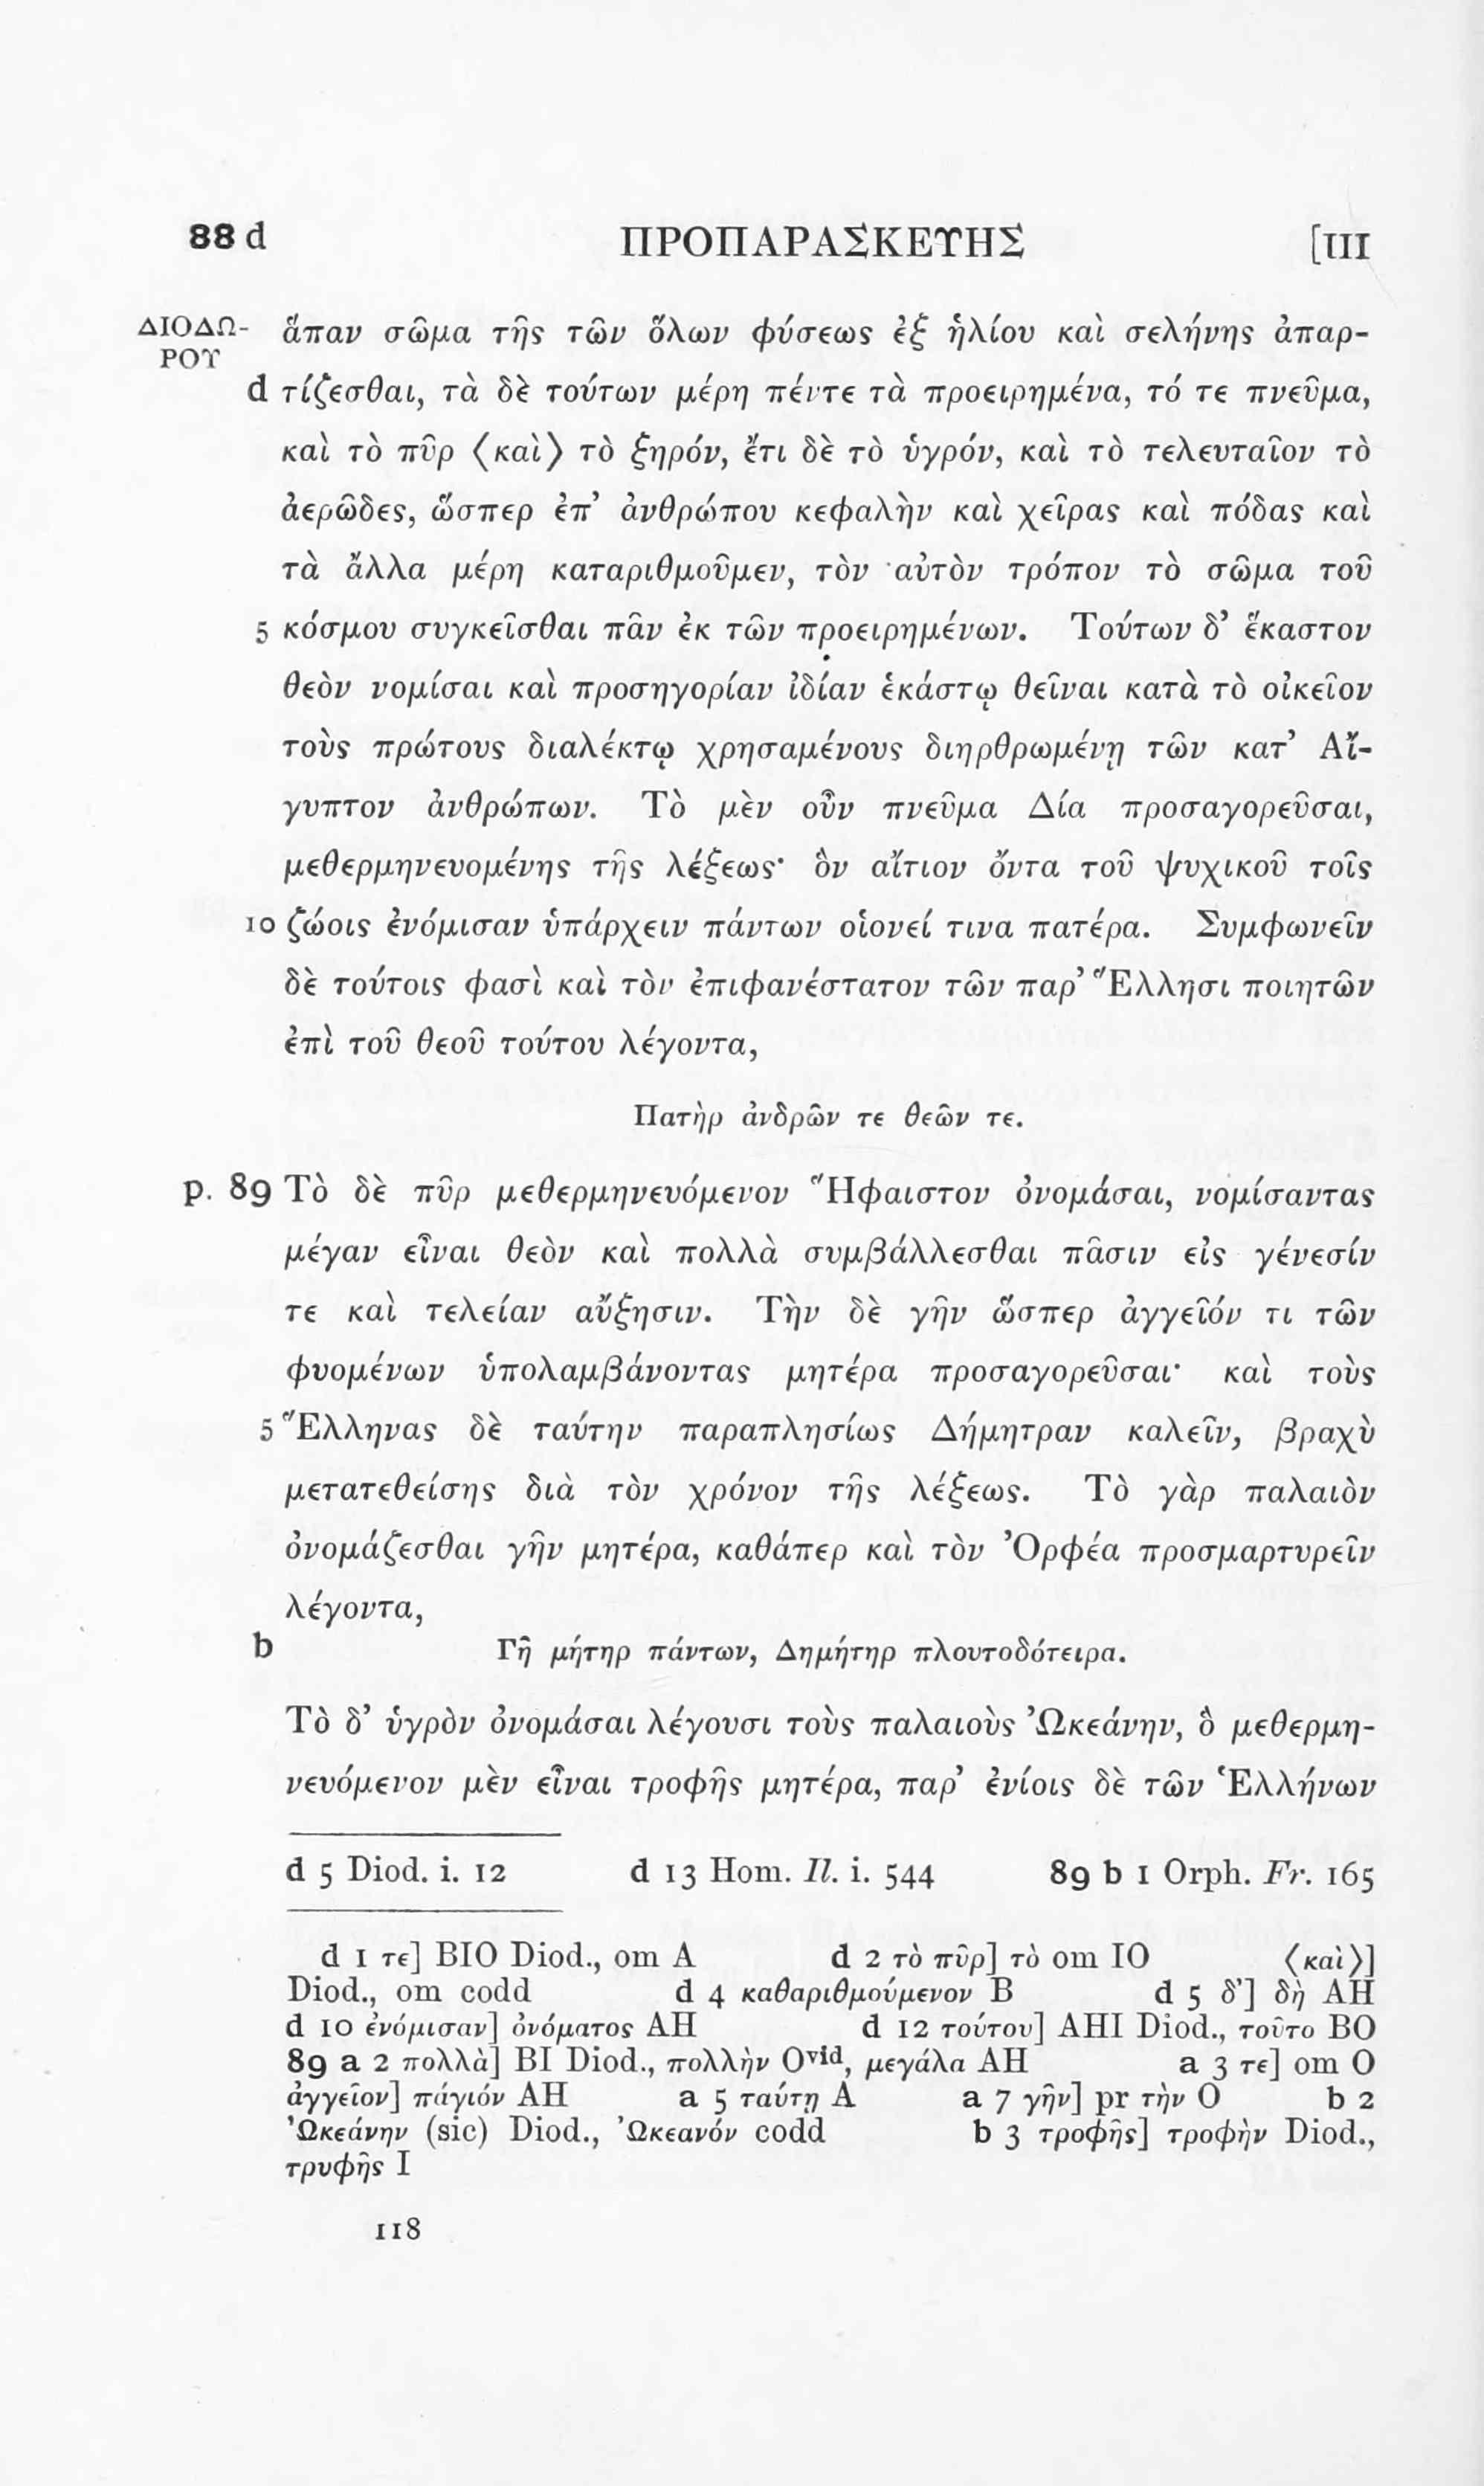 88 d ΠΡΟΠΑΡΑΣΚΕΥΗΣ [III
ΔΙΟΔΩ- ἅπαν σῶμα τῆς τῶν ὅλων φύσεως ἐξ ἡλίου καὶ σελήνης ἀπαρ-
ΡΟΥ
d τίζεσθαι, τὰ δὲ τούτων μέρη πέντε τὰ προειρημένα, τό τε πνεῦμα,
καὶ τὸ πῦρ ⟨καὶ⟩ τὸ ξηρόν, ἔτι δὲ τὸ ὑγρόν, καὶ τὸ τελευταῖον τὸ
ἀερῶδες, ὥσπερ ἐπ’ ἀνθρώπου κεφαλὴν καὶ χεῖρας καὶ πόδας καὶ
τὰ ἄλλα μέρη καταριθμοῦμεν, τὸν αὐτὸν τρόπον τὸ σῶμα τοῦ
5 κόσμου συγκεῖσθαι πᾶν ἐκ τῶν προειρημένων. Τούτων δ’ ἕκαστον
θεὸν νομίσαι καὶ προσηγορίαν ἰδίαν ἑκάστῳ θεῖναι κατὰ τὸ οἰκεῖον
τοὺς πρώτους διαλέκτῳ χρησαμένους διηρθρωμένῃ τῶν κατ’ Αἴ-
γυπτον ἀνθρώπων. Τὸ μὲν οὖν πνεῦμα Δία προσαγορεῦσαι,
μεθερμηνευομένης τῆς λέξεως· ὃν αἴτιον ὄντα τοῦ ψυχικοῦ τοῖς
10 ζώοις ἐνόμισαν ὑπάρχειν πάντων οἱονεί τινα πατέρα. Συμφωνεῖν
δὲ τούτοις φασὶ καὶ τὸν ἐπιφανέστατον τῶν παρ’ Ἕλλησι ποιητῶν
ἐπὶ τοῦ θεοῦ τούτου λέγοντα,
Πατὴρ ἀνδρῶν τε θεῶν τε.
p. 89 Τὸ δὲ πῦρ μεθερμηνευόμενον Ἥφαιστον ὀνομάσαι, νομίσαντας
μέγαν εἶναι θεὸν καὶ πολλὰ συμβάλλεσθαι πᾶσιν εἰς γένεσίν
τε καὶ τελείαν αὔξησιν. Τὴν δὲ γῆν ὥσπερ ἀγγεῖόν τι τῶν
φυομένων ὑπολαμβάνοντας μητέρα προσαγορεῦσαι· καὶ τοὺς
5 Ἕλληνας δὲ ταύτην παραπλησίως Δήμητραν καλεῖν, βραχὺ
μετατεθείσης διὰ τὸν χρόνον τῆς λέξεως. Τὸ γὰρ παλαιὸν
ὀνομάζεσθαι γῆν μητέρα, καθάπερ καὶ τὸν Ὀρφέα προσμαρτυρεῖν
λέγοντα,
b Γῆ μήτηρ πάντων, Δημήτηρ πλουτοδότειρα.
Τὸ δ’ ὑγρὸν ὀνομάσαι λέγουσι τοὺς παλαιοὺς Ὠκεάνην, ὃ μεθερμη-
νευόμενον μὲν εἶναι τροφῆς μητέρα, παρ’ ἐνίοις δὲ τῶν Ἑλλήνων
d 5 Diod. i. 12 d 13 Hom. Il. i. 544 89 b 1 Orph. Fr. 165
d 1 τε] BIO Diod., om A d 2 τὸ πῦρ] τὸ om IO ⟨καὶ⟩]
Diod., om codd d 4 καθαριθμούμενον B d 5 δ’] δὴ AH
d 10 ἐνόμισαν] ὀνόματος AH d 12 τούτου] AHI Diod., τοῦτο BO
89 a 2 πολλὰ] BI Diod., πολλὴν Oᵛⁱᵈ, μεγάλα AH a 3 τε] om O
ἀγγεῖον] πάγιόν AH a 5 ταύτῃ A a 7 γῆν] pr τὴν O b 2
Ὠκεάνην (sic) Diod., Ὠκεανόν codd b 3 τροφῆς] τροφὴν Diod.,
τρυφῆς I
118